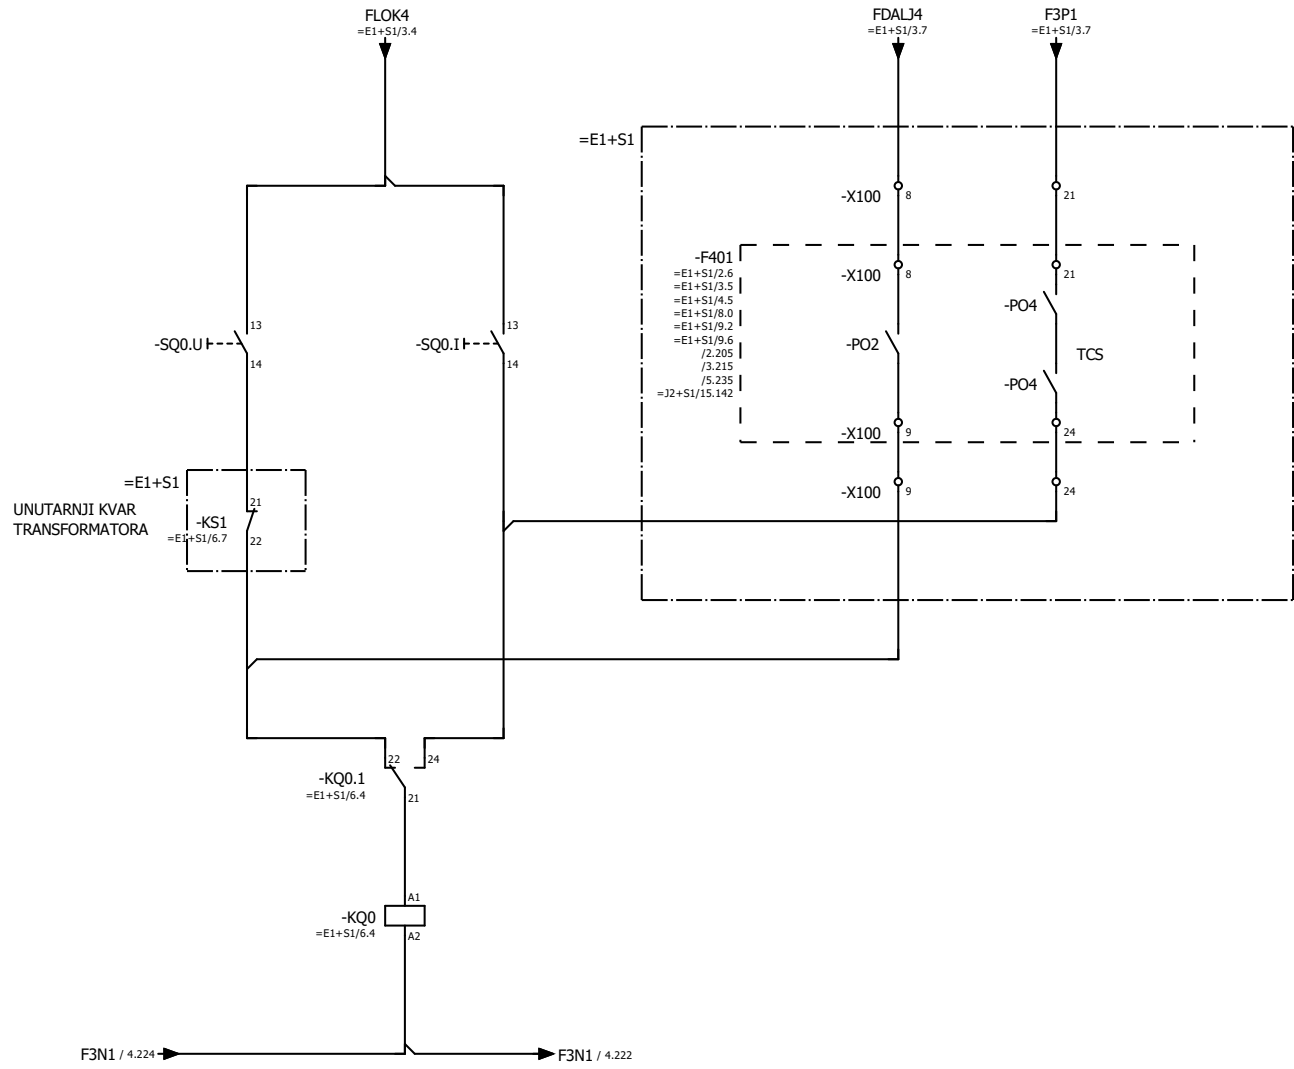 FLOK4
=E1+S1/3.4
FDALJ4
=E1+S1/3.7
F3P1
=E1+S1/3.7
=E1+S1
-X100
8
21
-F401
=E1+S1/2.6
=E1+S1/3.5
=E1+S1/4.5
=E1+S1/8.0
=E1+S1/9.2
=E1+S1/9.6
/2.205
/3.215
/5.235
=J2+S1/15.142
-X100
8
21
-PO4
-SQ0.U
13
14
-SQ0.I
13
14
-PO2
TCS
-PO4
-X100
9
24
=E1+S1
-X100
9
24
UNUTARNJI KVAR
TRANSFORMATORA
-KS1
=E1+S1/6.7
21
22
-KQ0.1
=E1+S1/6.4
22
24
21
-KQ0
=E1+S1/6.4
A1
A2
F3N1 / 4.224
F3N1 / 4.222